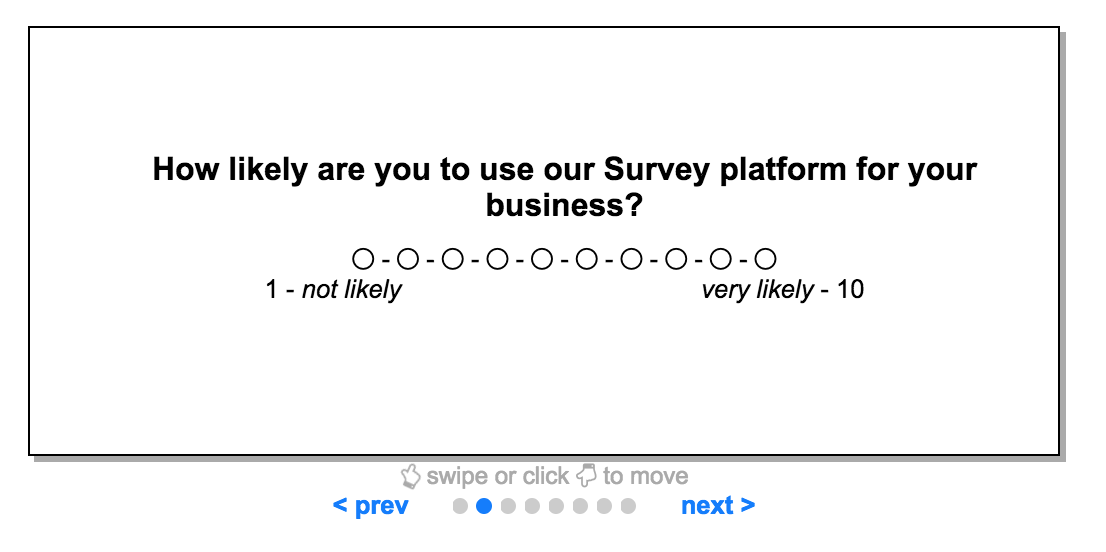 How likely are you to use our Survey platform for your
business?
- - - - - - - - -
1 - not likely very likely - 10
swipe or click to move
< prev next >